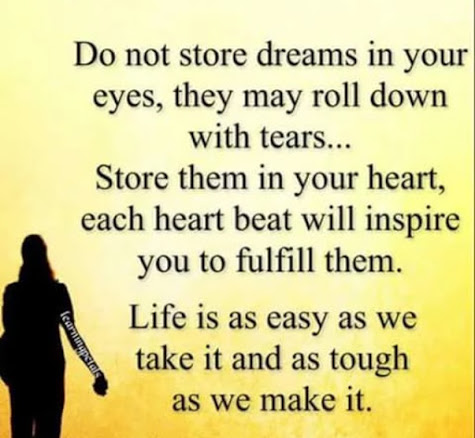 Do not store dreams in your
eyes, they may roll down
with tears...
Store them in your heart,
each heart beat will inspire
you to fulfill them.
Life is as easy as we
take it and as tough
as we make it.
learningpetals